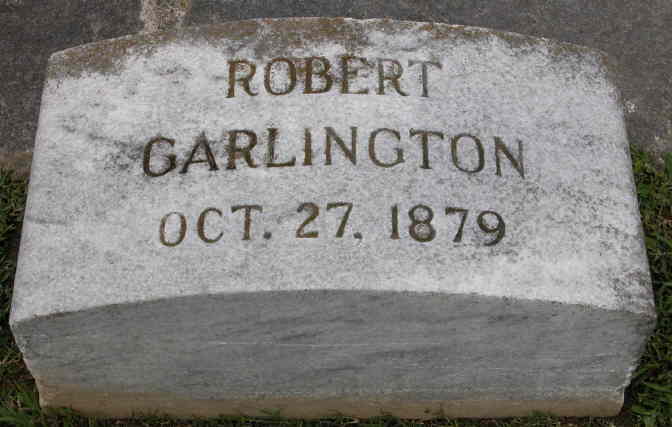 ROBERT
GARLINGTON
OCT. 27, 1879